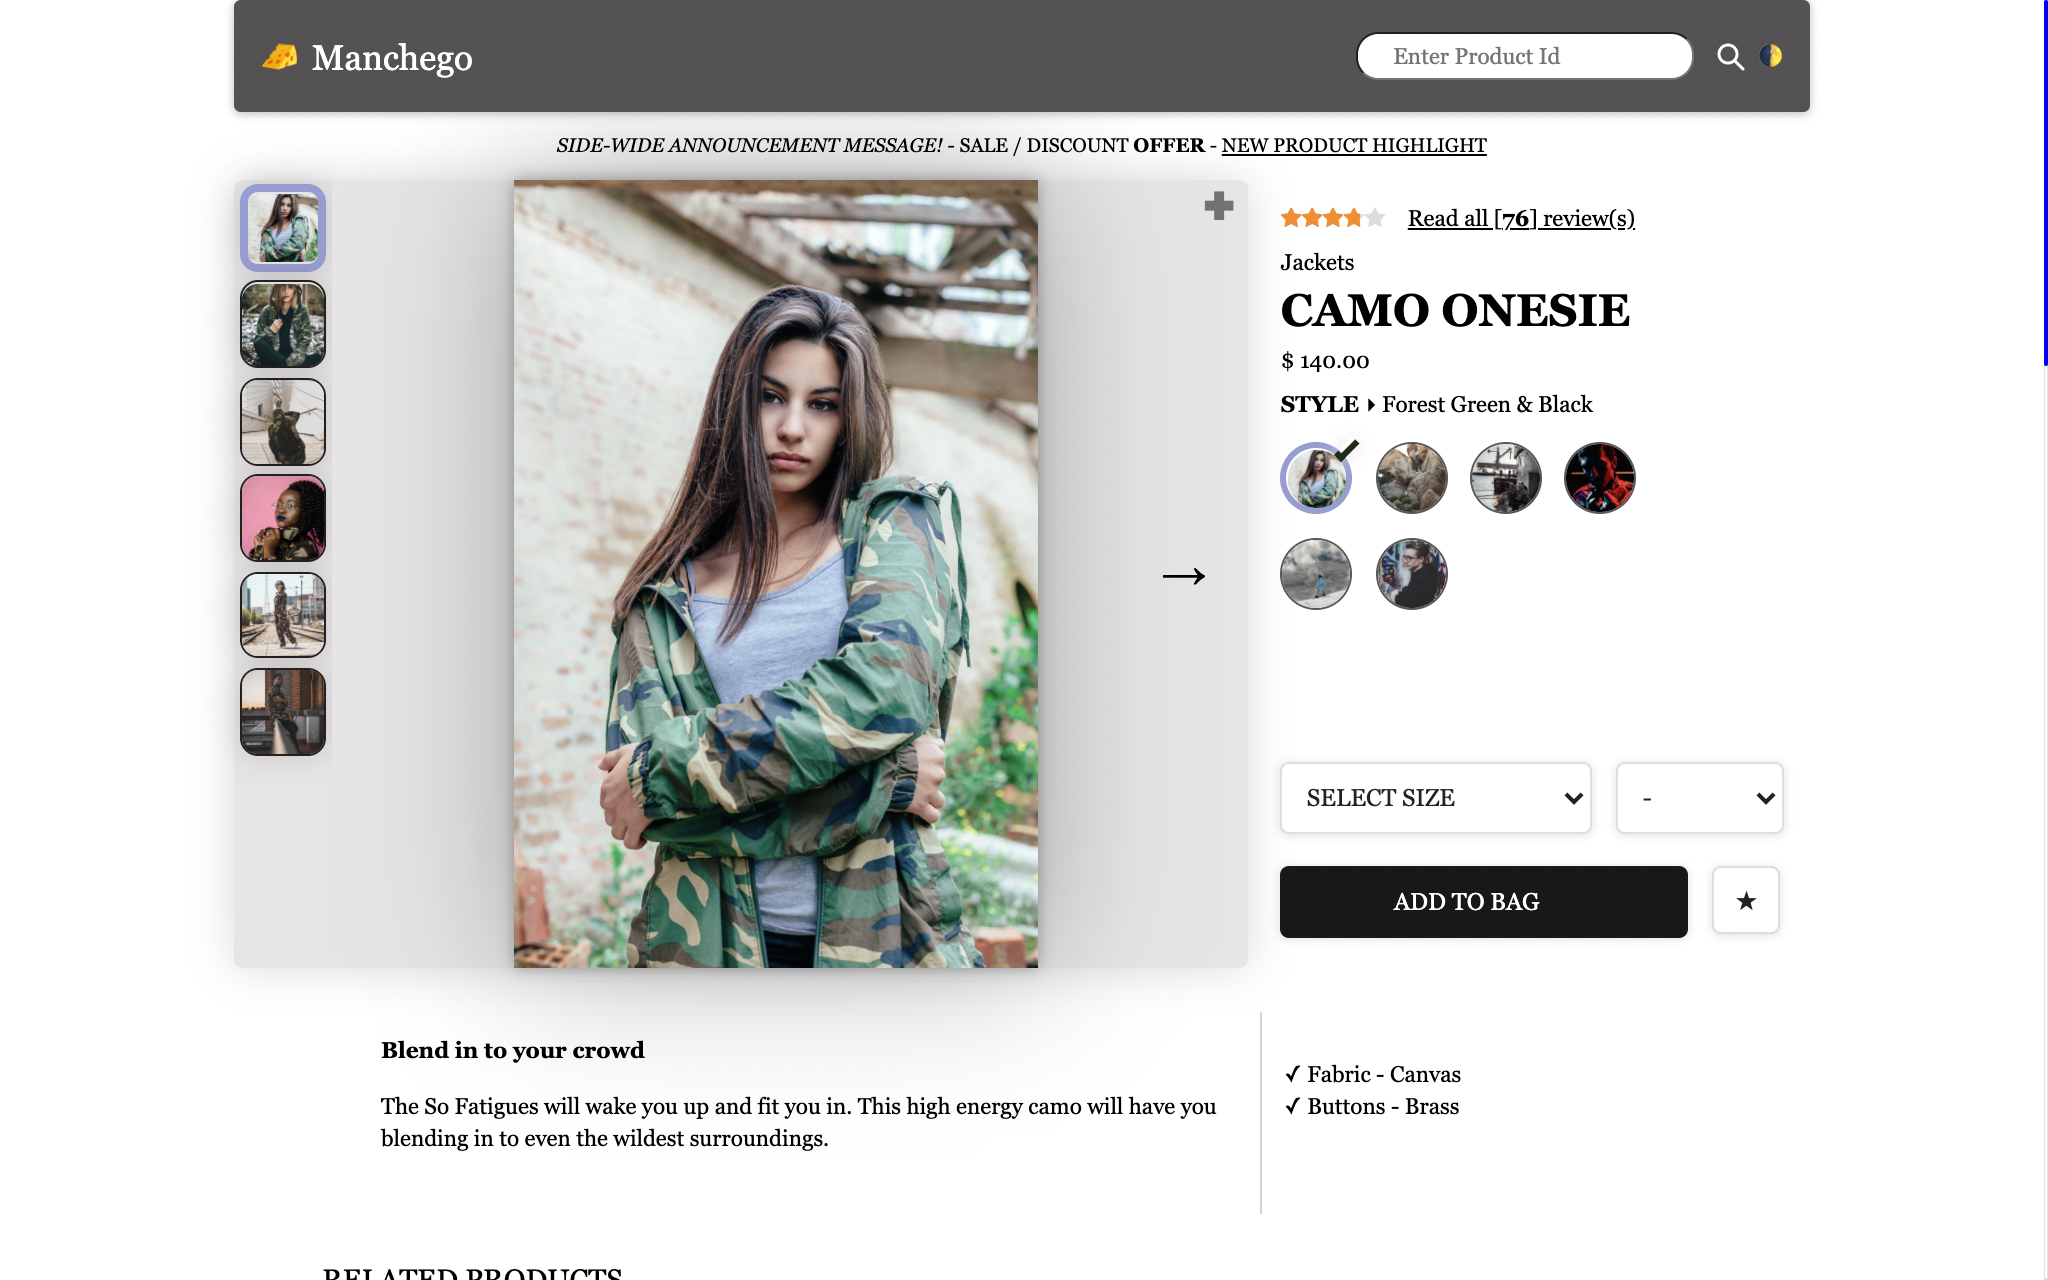 Manchego
Enter Product Id
SIDE-WIDE ANNOUNCEMENT MESSAGE! - SALE / DISCOUNT OFFER - NEW PRODUCT HIGHLIGHT
Read all [76] review(s)
Jackets
CAMO ONESIE
$ 140.00
STYLE Forest Green & Black
SELECT SIZE
-
ADD TO BAG
Blend in to your crowd
The So Fatigues will wake you up and fit you in. This high energy camo will have you
blending in to even the wildest surroundings.
✓ Fabric - Canvas
✓ Buttons - Brass
RELATED PRODUCTS